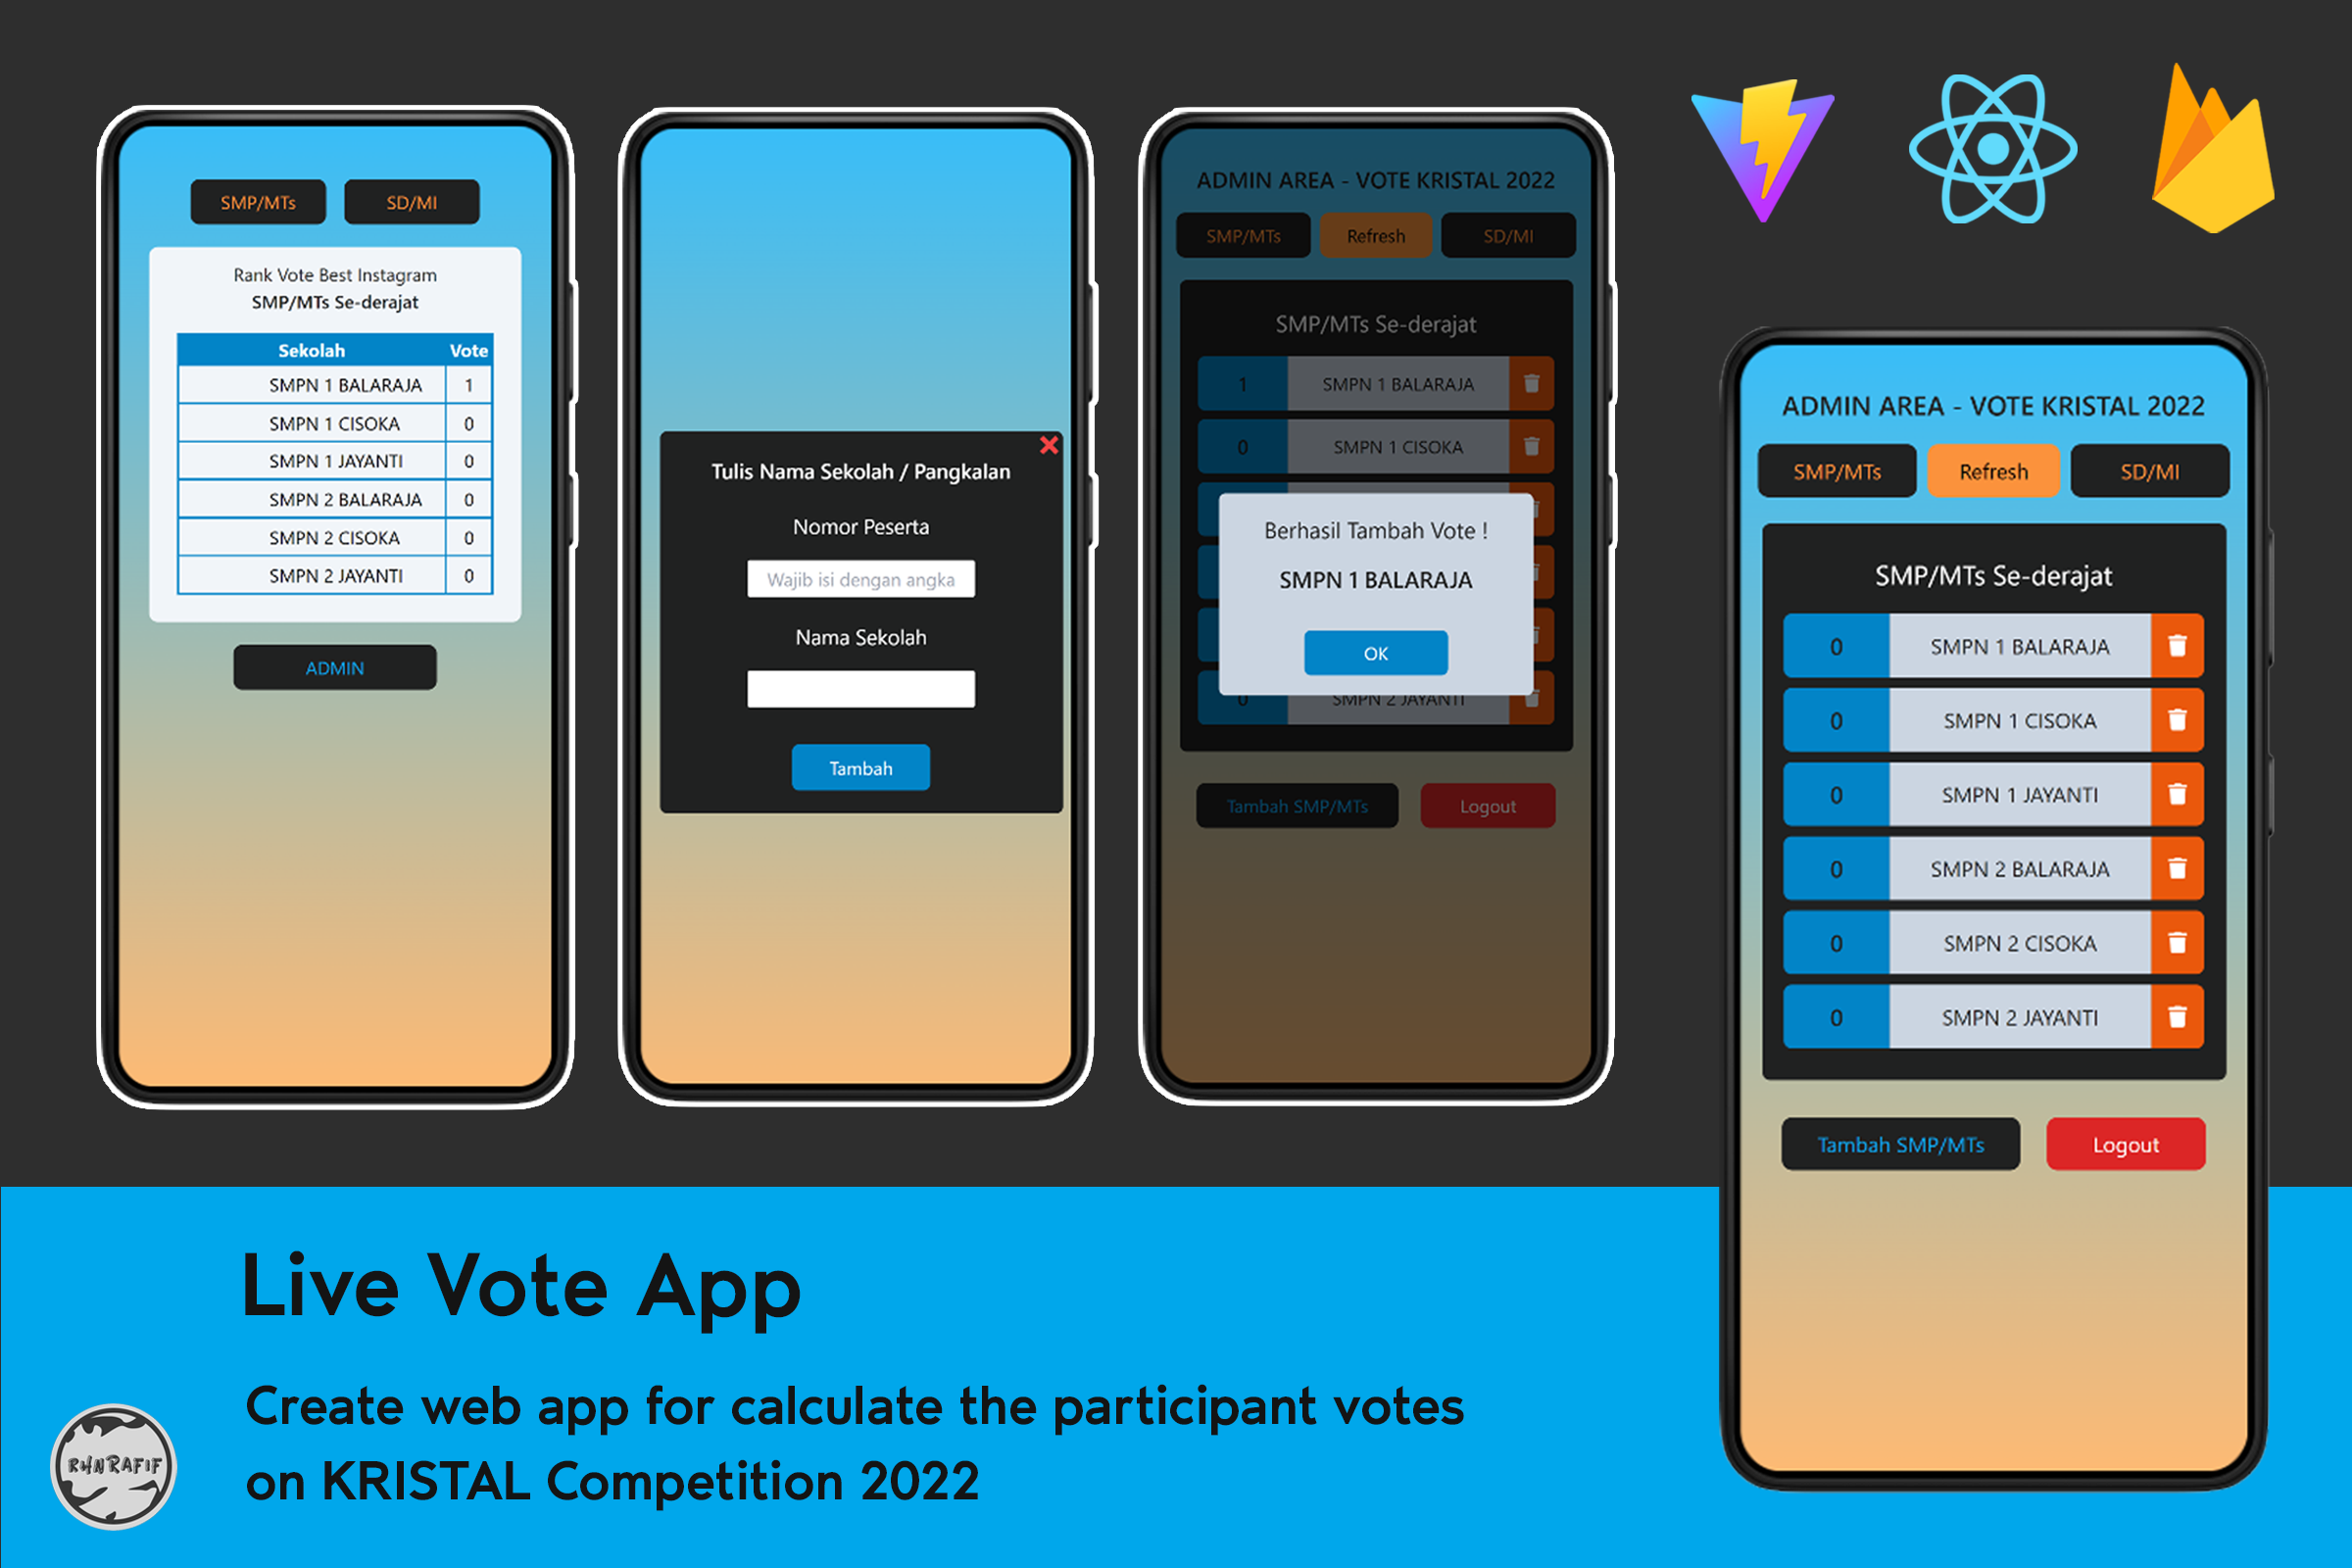 SMP/MTs SD/MI
Rank Vote Best Instagram
SMP/MTs Se-derajat
Sekolah Vote
SMPN 1 BALARAJA 1
SMPN 1 CISOKA 0
SMPN 1 JAYANTI 0
SMPN 2 BALARAJA 0
SMPN 2 CISOKA 0
SMPN 2 JAYANTI 0
ADMIN
Tulis Nama Sekolah / Pangkalan
Nomor Peserta
Wajib isi dengan angka
Nama Sekolah
Tambah
ADMIN AREA - VOTE KRISTAL 2022
SMP/MTs Refresh SD/MI
SMP/MTs Se-derajat
1 SMPN 1 BALARAJA
0 SMPN 1 CISOKA
Berhasil Tambah Vote !
SMPN 1 BALARAJA
OK
0 SMPN 2 JAYANTI
Tambah SMP/MTs Logout
ADMIN AREA - VOTE KRISTAL 2022
SMP/MTs Refresh SD/MI
SMP/MTs Se-derajat
0 SMPN 1 BALARAJA
0 SMPN 1 CISOKA
0 SMPN 1 JAYANTI
0 SMPN 2 BALARAJA
0 SMPN 2 CISOKA
0 SMPN 2 JAYANTI
Tambah SMP/MTs Logout
Live Vote App
Create web app for calculate the participant votes
on KRISTAL Competition 2022
RHNRAFIF